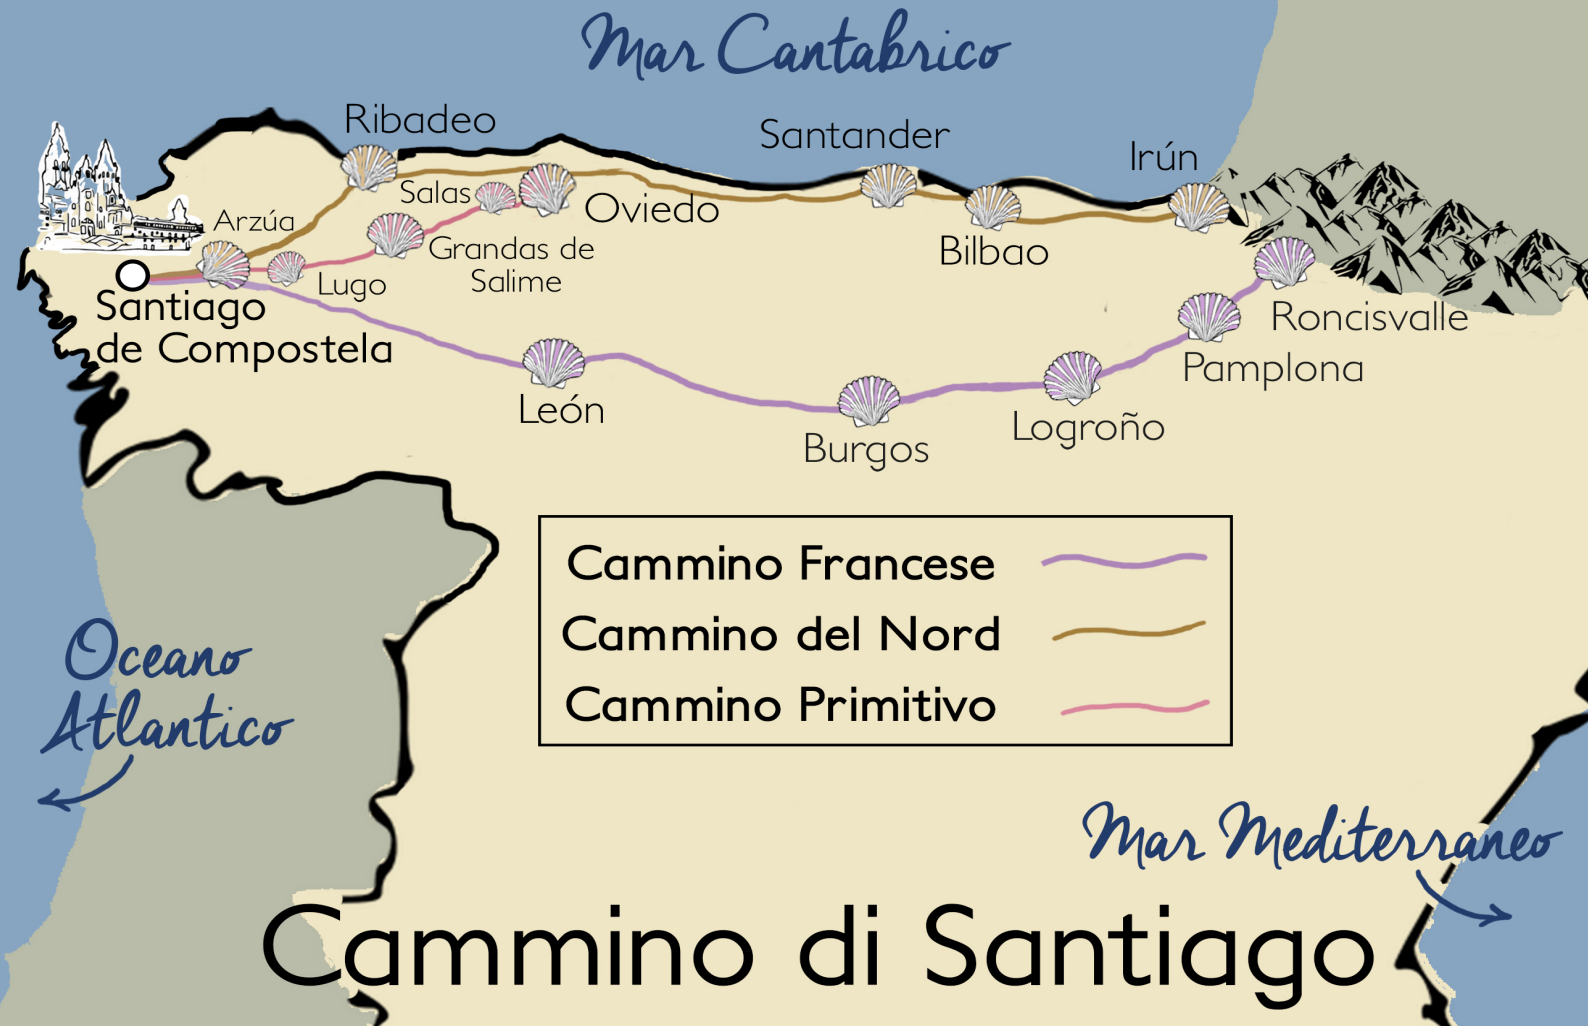 Mar Cantabrico
Ribadeo
Santander
Irún
Salas
Oviedo
Arzúa
Bilbao
Grandas de
Salime
Lugo
Santiago
de Compostela
Roncisvalle
Pamplona
León
Logroño
Burgos
Cammino Francese
Cammino del Nord
Cammino Primitivo
Oceano
Atlantico
Mar Mediterraneo
Cammino di Santiago